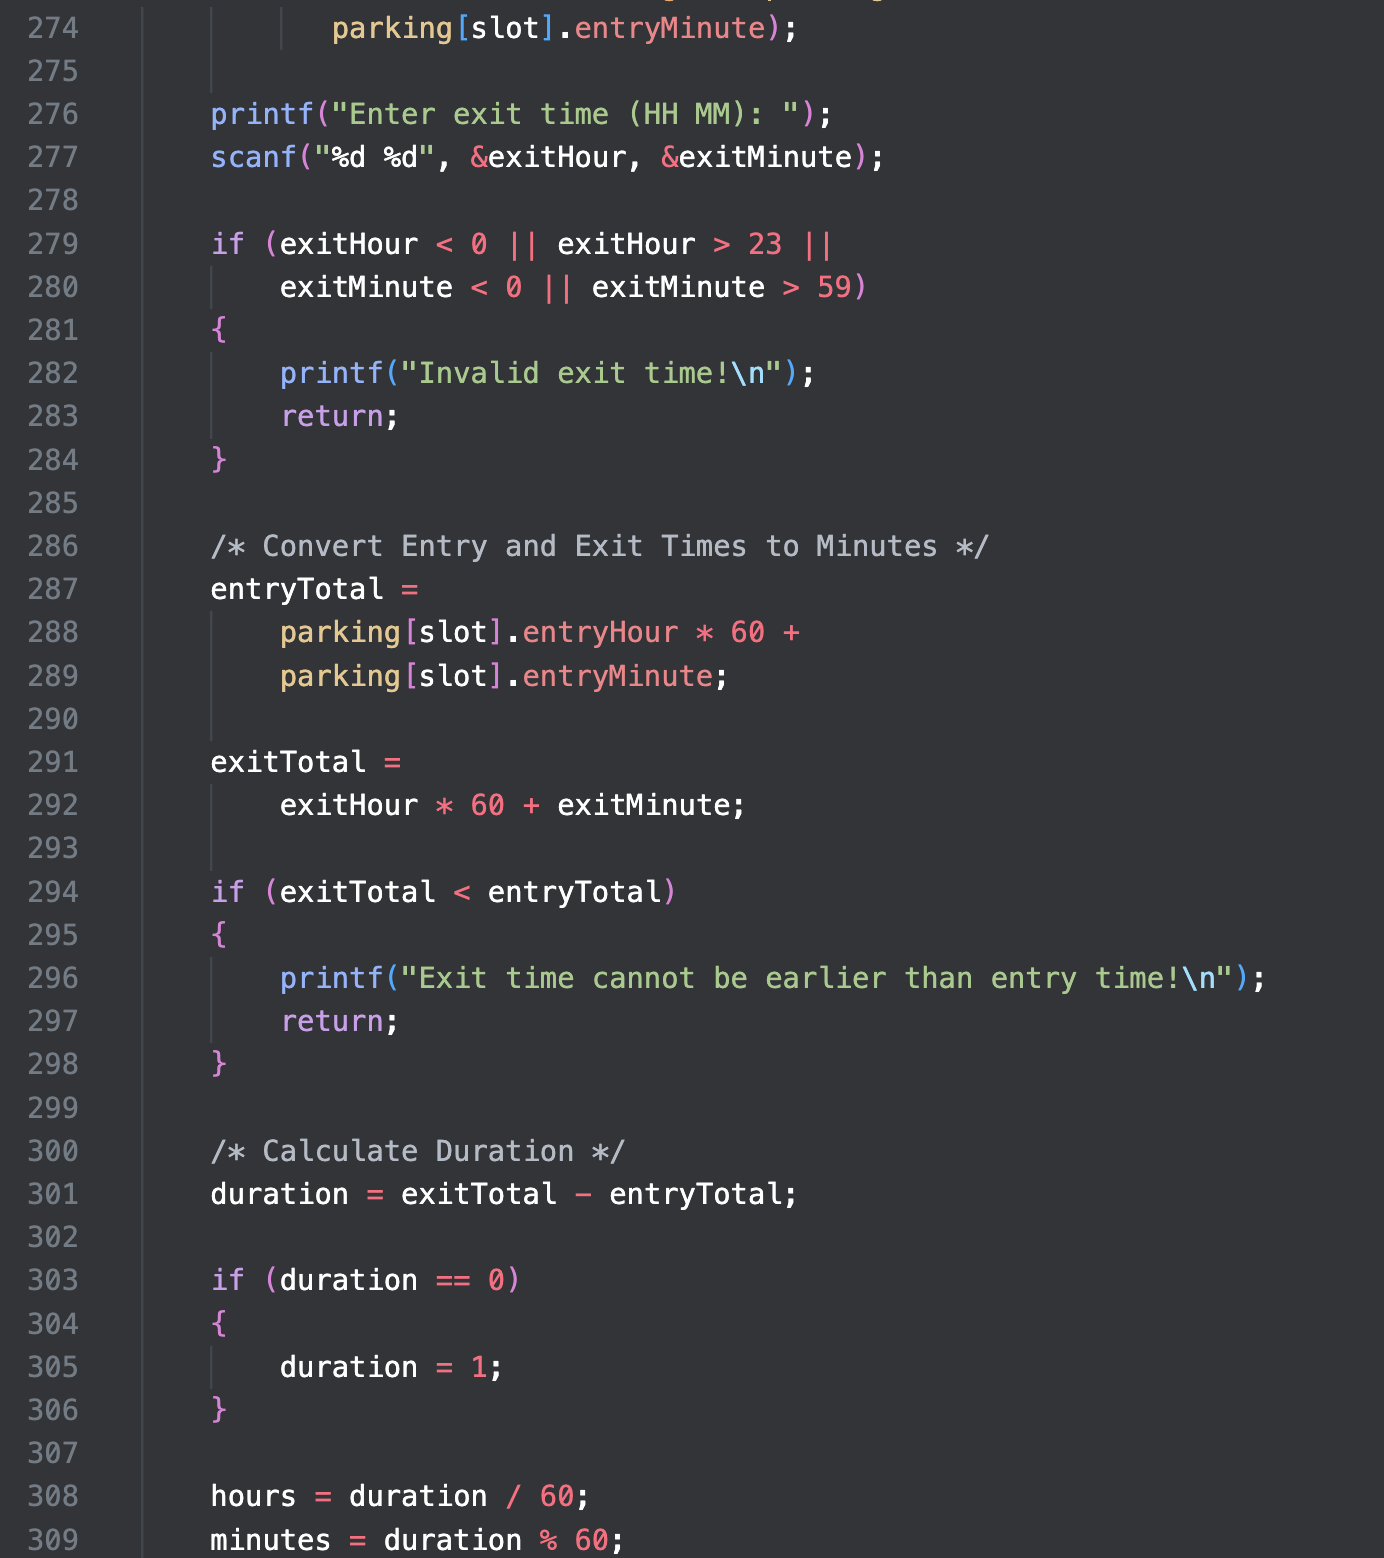 274                 parking[slot].entryMinute);
275
276         printf("Enter exit time (HH MM): ");
277         scanf("%d %d", &exitHour, &exitMinute);
278
279         if (exitHour < 0 || exitHour > 23 ||
280             exitMinute < 0 || exitMinute > 59)
281         {
282             printf("Invalid exit time!\n");
283             return;
284         }
285
286         /* Convert Entry and Exit Times to Minutes */
287         entryTotal =
288             parking[slot].entryHour * 60 +
289             parking[slot].entryMinute;
290
291         exitTotal =
292             exitHour * 60 + exitMinute;
293
294         if (exitTotal < entryTotal)
295         {
296             printf("Exit time cannot be earlier than entry time!\n");
297             return;
298         }
299
300         /* Calculate Duration */
301         duration = exitTotal - entryTotal;
302
303         if (duration == 0)
304         {
305             duration = 1;
306         }
307
308         hours = duration / 60;
309         minutes = duration % 60;